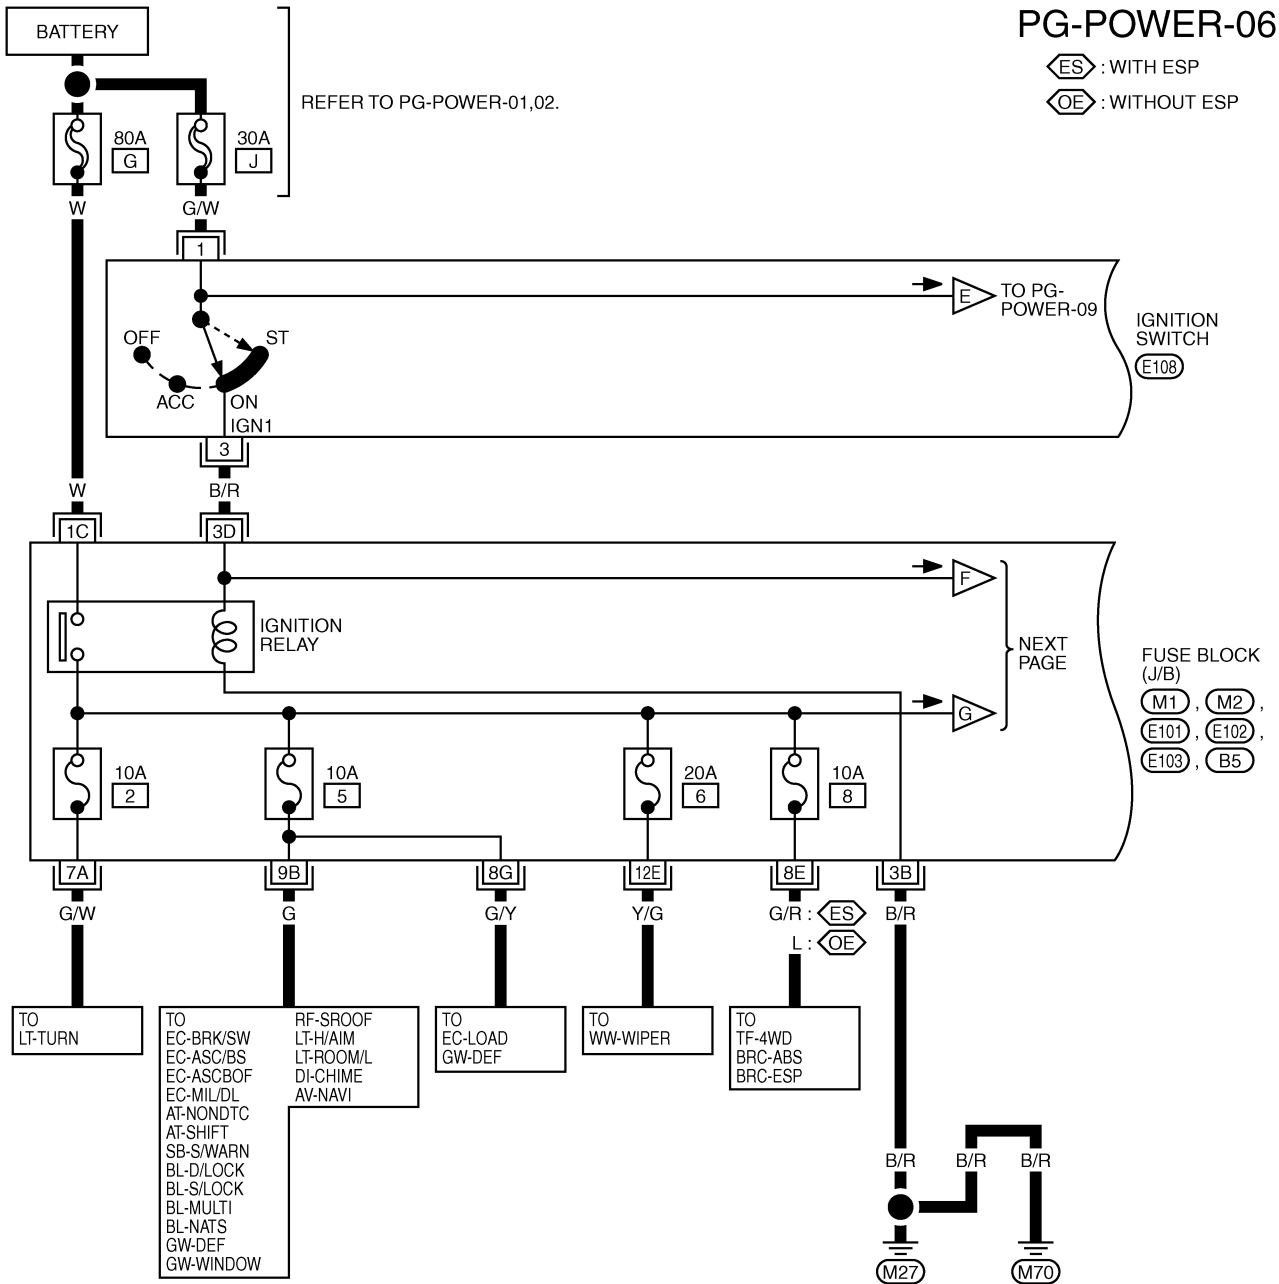 PG-POWER-06
BATTERY
ES : WITH ESP
OE : WITHOUT ESP
REFER TO PG-POWER-01,02.
80A
G
30A
J
W
G/W
1
E
TO PG-
POWER-09
IGNITION
SWITCH
E108
OFF
ST
ACC
ON
IGN1
3
W
B/R
1C
3D
F
IGNITION
RELAY
NEXT
PAGE
FUSE BLOCK
(J/B)
M1 , M2 ,
E101 , E102 ,
E103 , B5
G
10A
2
10A
5
20A
6
10A
8
7A
9B
8G
12E
8E
3B
G/W
G
G/Y
Y/G
G/R : ES
B/R
L : OE
TO
LT-TURN
TO
EC-BRK/SW
EC-ASC/BS
EC-ASCBOF
EC-MIL/DL
AT-NONDTC
AT-SHIFT
SB-S/WARN
BL-D/LOCK
BL-S/LOCK
BL-MULTI
BL-NATS
GW-DEF
GW-WINDOW
RF-SROOF
LT-H/AIM
LT-ROOM/L
DI-CHIME
AV-NAVI
TO
EC-LOAD
GW-DEF
TO
WW-WIPER
TO
TF-4WD
BRC-ABS
BRC-ESP
B/R
B/R
B/R
M27
M70